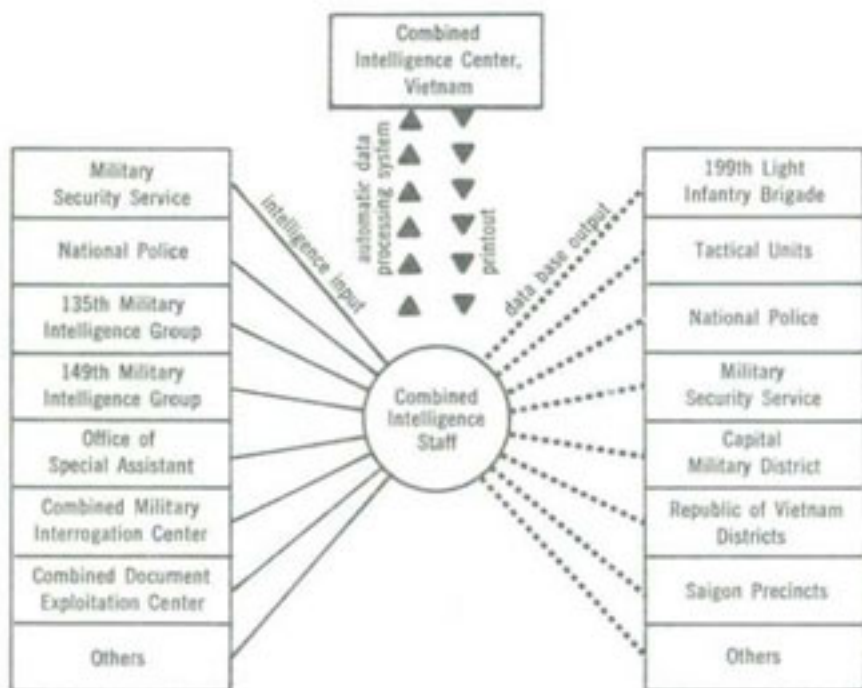 Combined
Intelligence Center,
Vietnam
automatic data
processing system
printout
Military
Security Service
National Police
135th Military
Intelligence Group
149th Military
Intelligence Group
Office of
Special Assistant
Combined Military
Interrogation Center
Combined Document
Exploitation Center
Others
intelligence input
Combined
Intelligence
Staff
data base output
199th Light
Infantry Brigade
Tactical Units
National Police
Military
Security Service
Capital
Military District
Republic of Vietnam
Districts
Saigon Precincts
Others